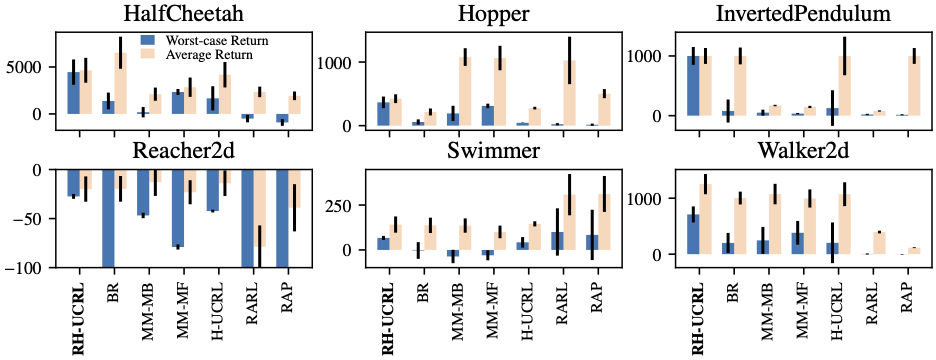 HalfCheetah
Hopper
InvertedPendulum
Worst-case Return
Average Return
5000
0
1000
0
1000
0
Reacher2d
Swimmer
Walker2d
0
−50
−100
250
0
1000
0
RH-UCRL
BR
MM-MB
MM-MF
H-UCRL
RARL
RAP
RH-UCRL
BR
MM-MB
MM-MF
H-UCRL
RARL
RAP
RH-UCRL
BR
MM-MB
MM-MF
H-UCRL
RARL
RAP